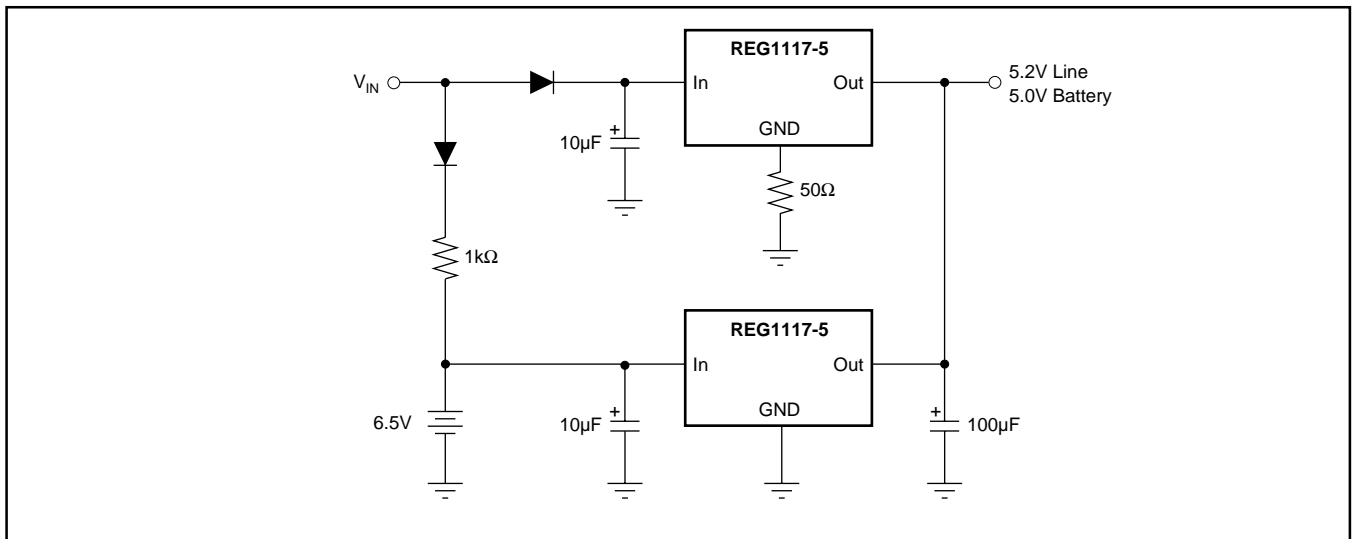 REG1117-5
V_IN
In
Out
5.2V Line
5.0V Battery
GND
+
10µF
50Ω
1kΩ
REG1117-5
In
Out
GND
6.5V
+
10µF
+
100µF